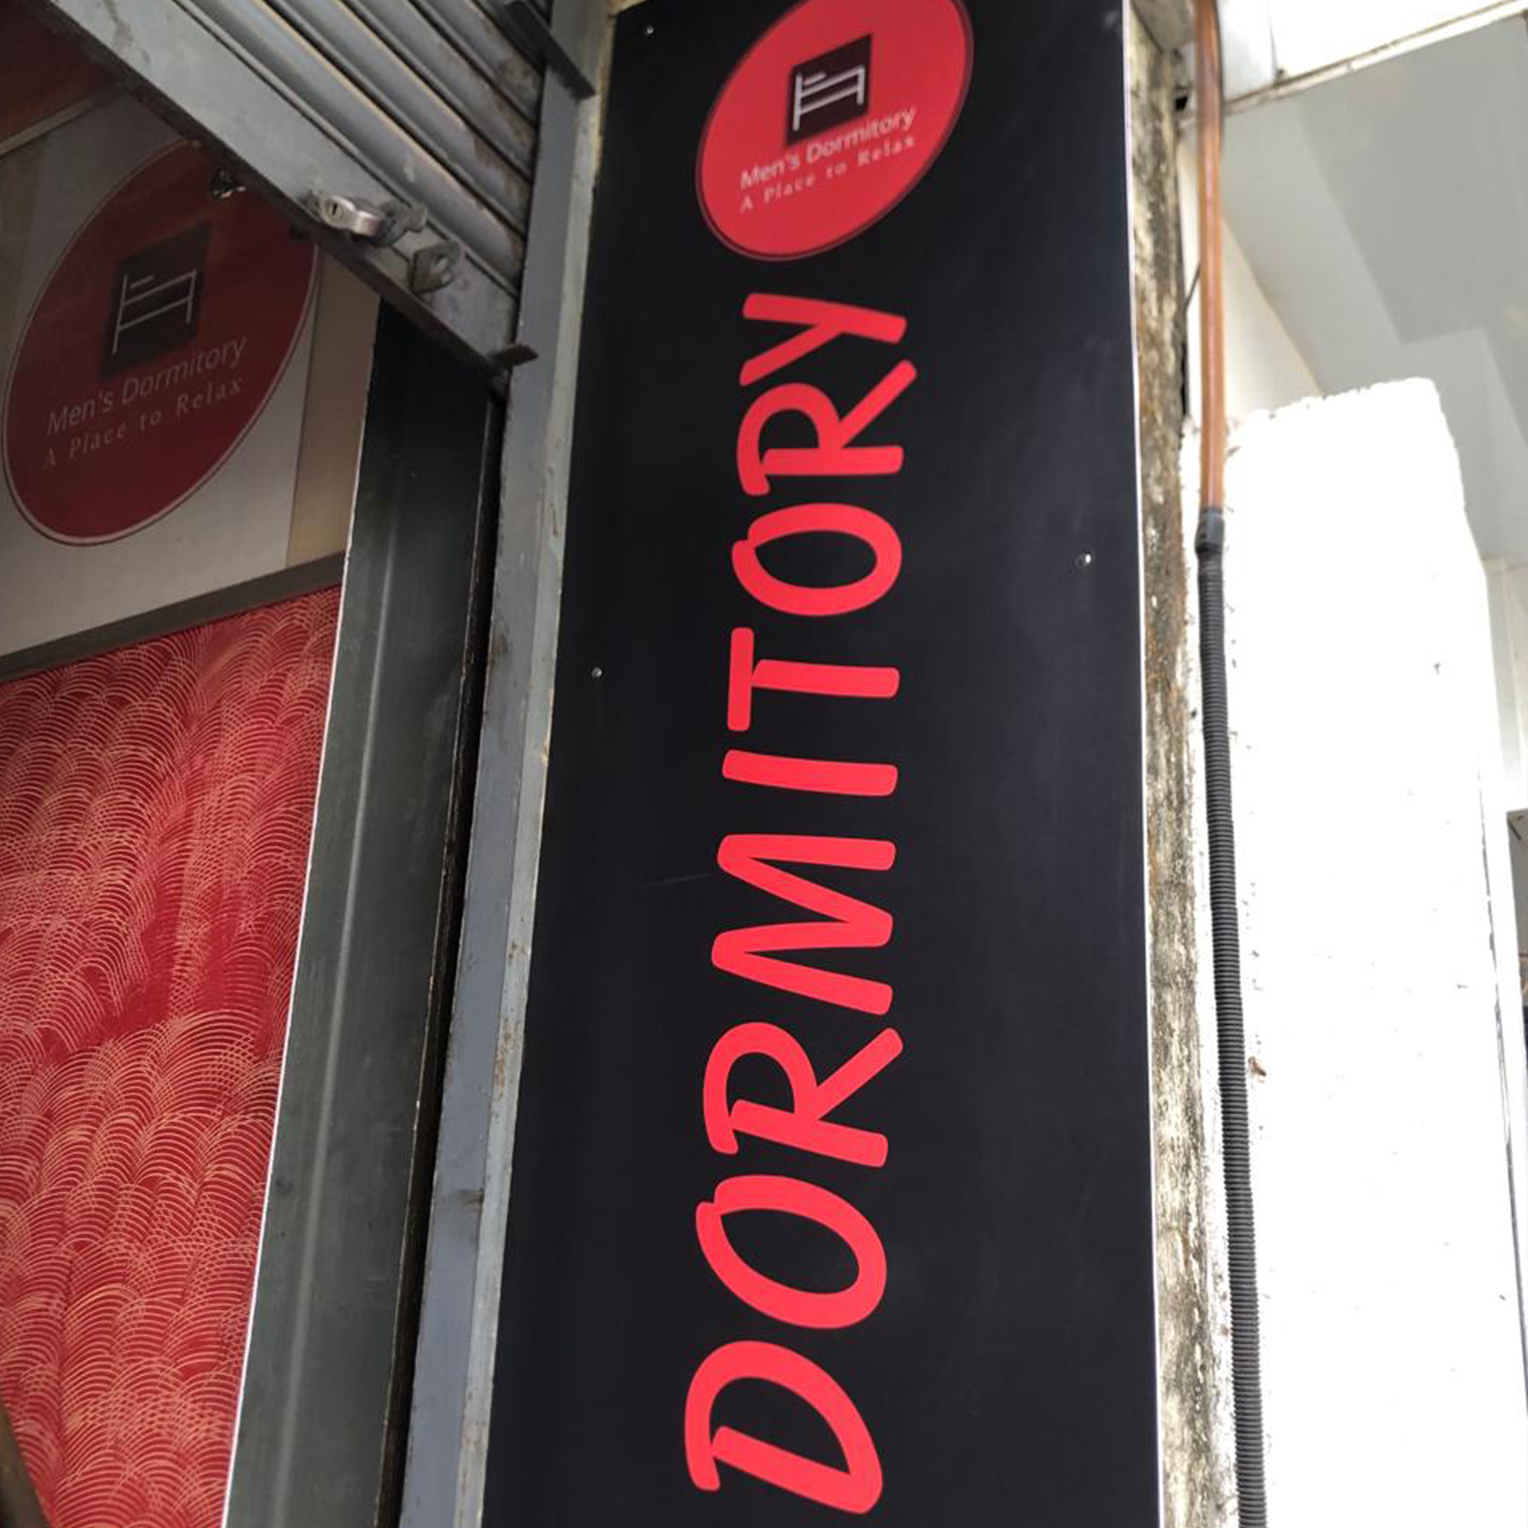 Men's Dormitory
A Place to Relax
Men's Dormitory
A Place to Relax
DORMITORY